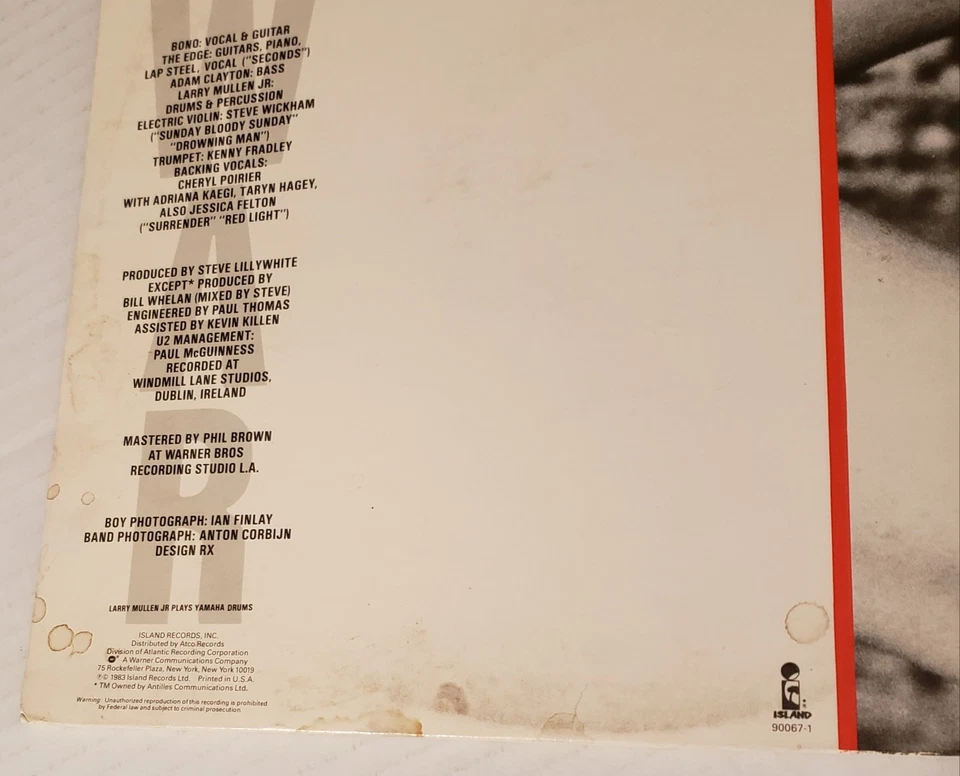 WAR
BONO: VOCAL & GUITAR
THE EDGE: GUITARS, PIANO,
LAP STEEL, VOCAL ("SECONDS")
ADAM CLAYTON: BASS
LARRY MULLEN JR:
DRUMS & PERCUSSION
ELECTRIC VIOLIN: STEVE WICKHAM
("SUNDAY BLOODY SUNDAY"
"DROWNING MAN")
TRUMPET: KENNY FRADLEY
BACKING VOCALS:
CHERYL POIRIER
WITH ADRIANA KAEGI, TARYN HAGEY,
ALSO JESSICA FELTON
("SURRENDER" "RED LIGHT")
PRODUCED BY STEVE LILLYWHITE
EXCEPT* PRODUCED BY
BILL WHELAN (MIXED BY STEVE)
ENGINEERED BY PAUL THOMAS
ASSISTED BY KEVIN KILLEN
U2 MANAGEMENT:
PAUL McGUINNESS
RECORDED AT
WINDMILL LANE STUDIOS,
DUBLIN, IRELAND
MASTERED BY PHIL BROWN
AT WARNER BROS
RECORDING STUDIO L.A.
BOY PHOTOGRAPH: IAN FINLAY
BAND PHOTOGRAPH: ANTON CORBIJN
DESIGN RX
LARRY MULLEN JR PLAYS YAMAHA DRUMS
ISLAND RECORDS, INC.
Distributed by Atco Records
Division of Atlantic Recording Corporation
A Warner Communications Company
75 Rockefeller Plaza, New York, New York 10019
℗© 1983 Island Records Ltd. Printed in U.S.A.
* TM Owned by Antilles Communications Ltd.
Warning: Unauthorized reproduction of this recording is prohibited
by Federal law and subject to criminal prosecution.
ISLAND
90067-1